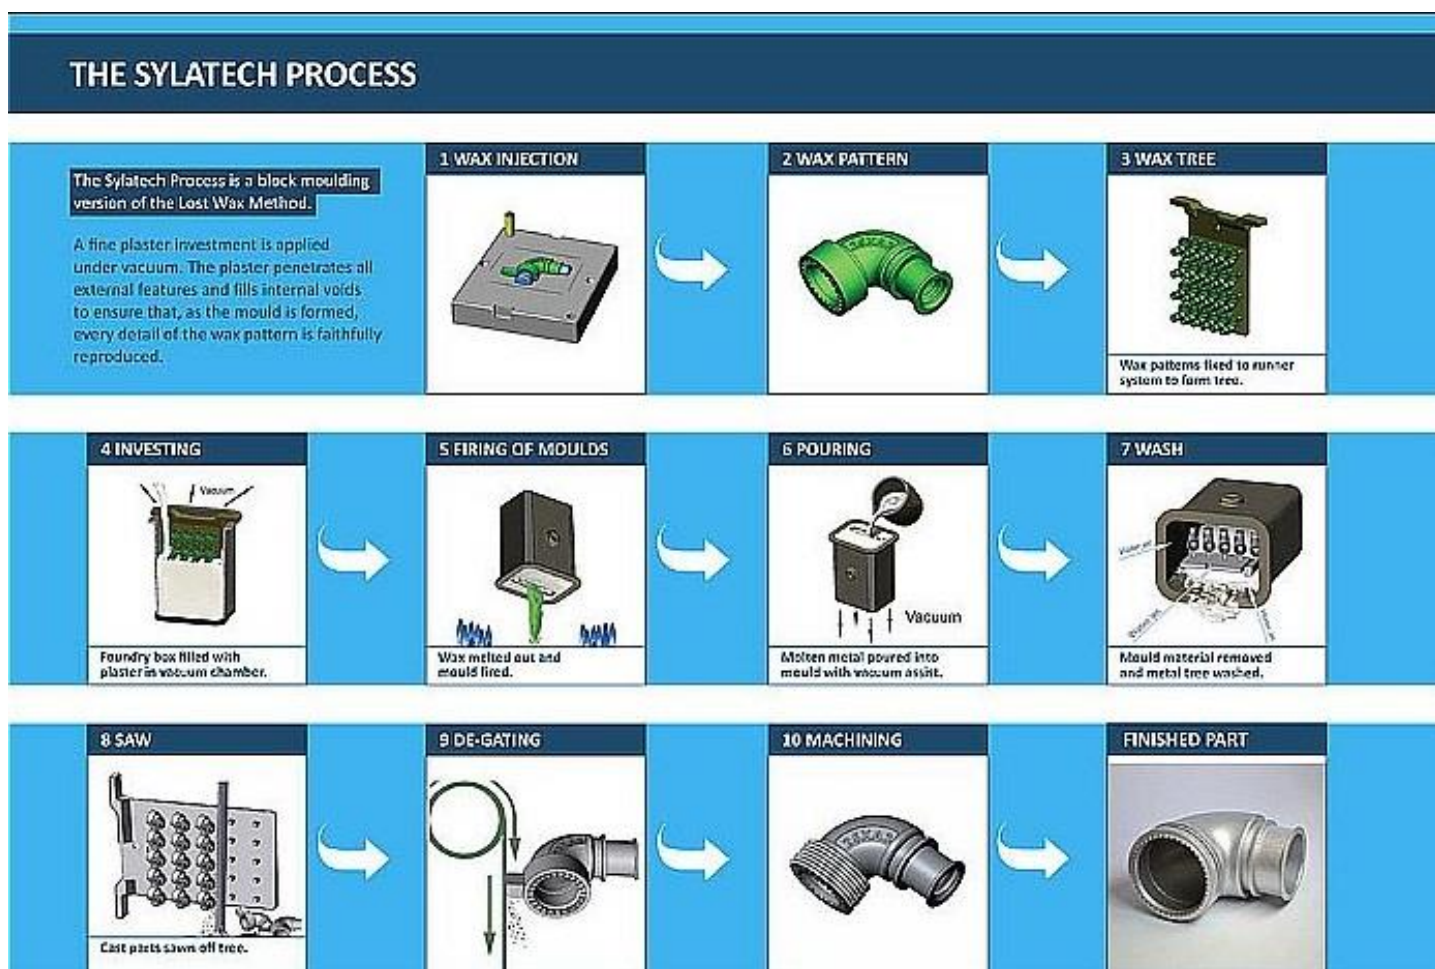 THE SYLATECH PROCESS
The Sylatech Process is a block moulding
version of the Lost Wax Method.
A fine plaster investment is applied
under vacuum. The plaster penetrates all
external features and fills internal voids
to ensure that, as the mould is formed,
every detail of the wax pattern is faithfully
reproduced.
1 WAX INJECTION
2 WAX PATTERN
3 WAX TREE
Wax patterns fixed to runner
system to form tree.
4 INVESTING
Vacuum
Foundry box filled with
plaster in vacuum chamber.
5 FIRING OF MOULDS
Wax melted out and
mould fired.
6 POURING
Vacuum
Molten metal poured into
mould with vacuum assist.
7 WASH
Water jet
Water jet
Water jet
Mould material removed
and metal tree washed.
8 SAW
Cast parts sawn off tree.
9 DE-GATING
10 MACHINING
FINISHED PART